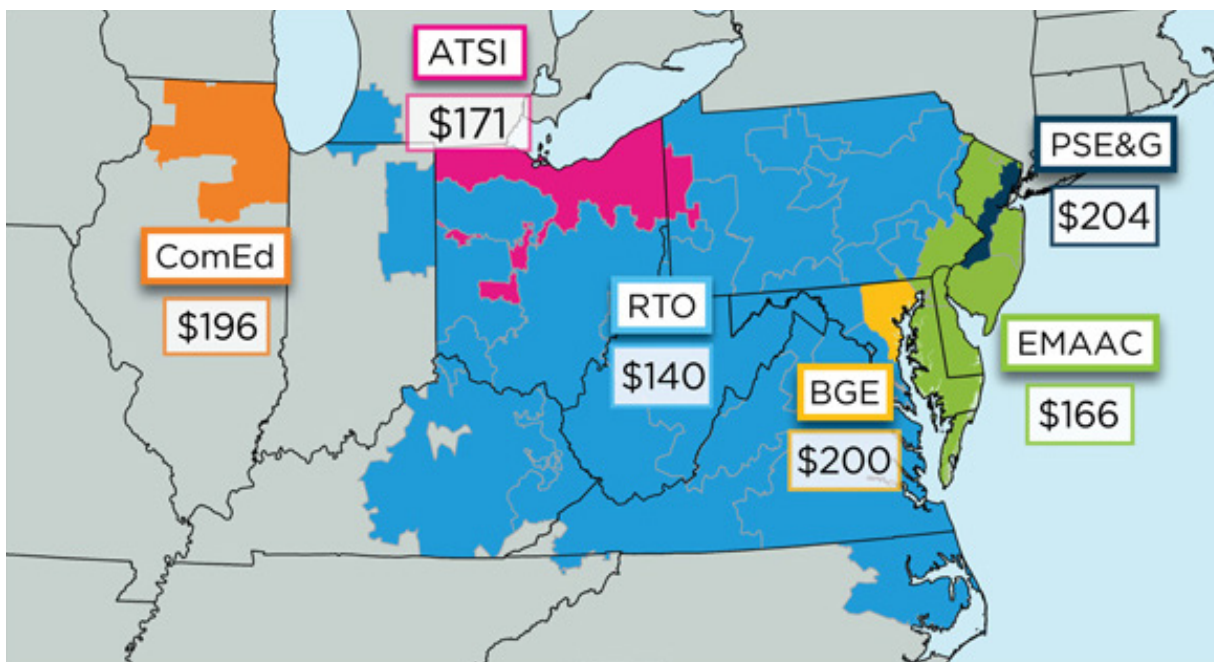 ATSI
$171
PSE&G
$204
ComEd
$196
RTO
$140
EMAAC
$166
BGE
$200